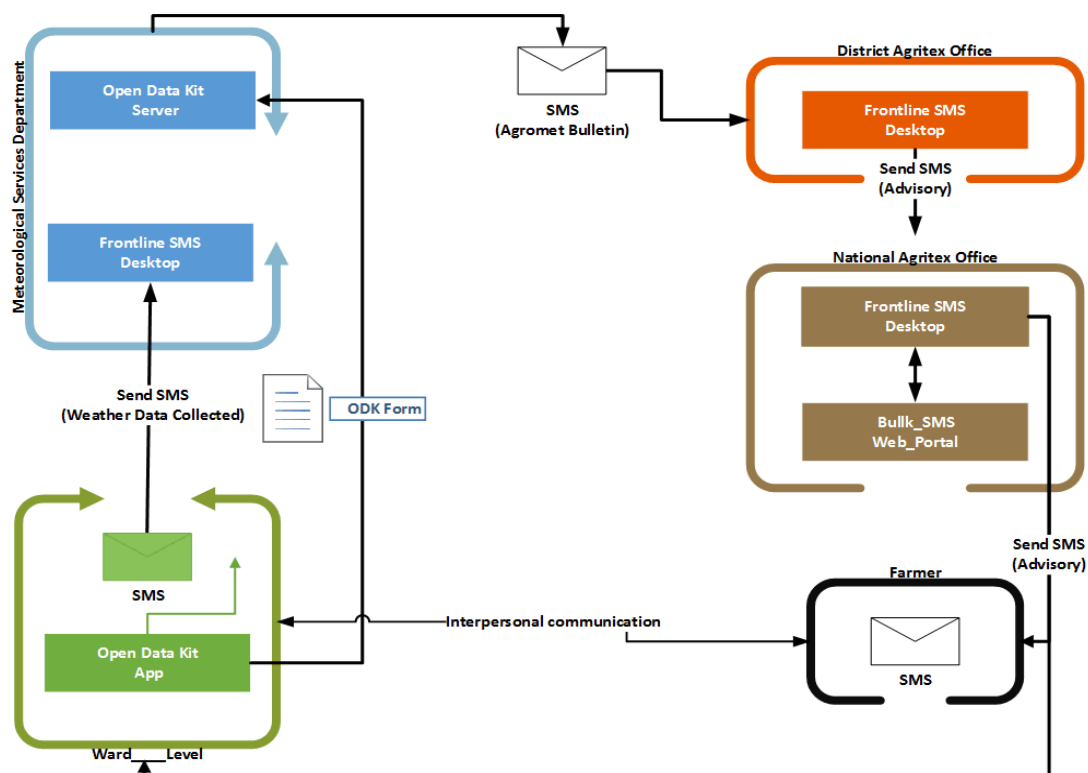 Meteorological Services Department
Open Data Kit
Server
Frontline SMS
Desktop
SMS
(Agromet Bulletin)
District Agritex Office
Frontline SMS
Desktop
Send SMS
(Advisory)
National Agritex Office
Frontline SMS
Desktop
Bullk_SMS
Web_Portal
Send SMS
(Weather Data Collected)
ODK Form
SMS
Open Data Kit
App
Ward____Level
Interpersonal communication
Send SMS
(Advisory)
Farmer
SMS